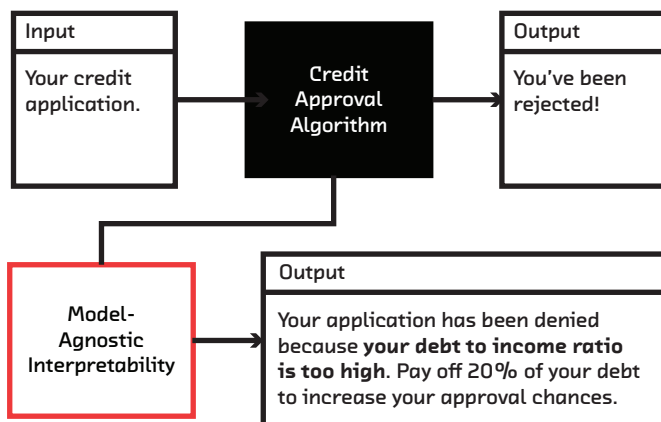 Input
Your credit
application.
Credit
Approval
Algorithm
Output
You've been
rejected!
Model-
Agnostic
Interpretability
Output
Your application has been denied
because your debt to income ratio
is too high. Pay off 20% of your debt
to increase your approval chances.